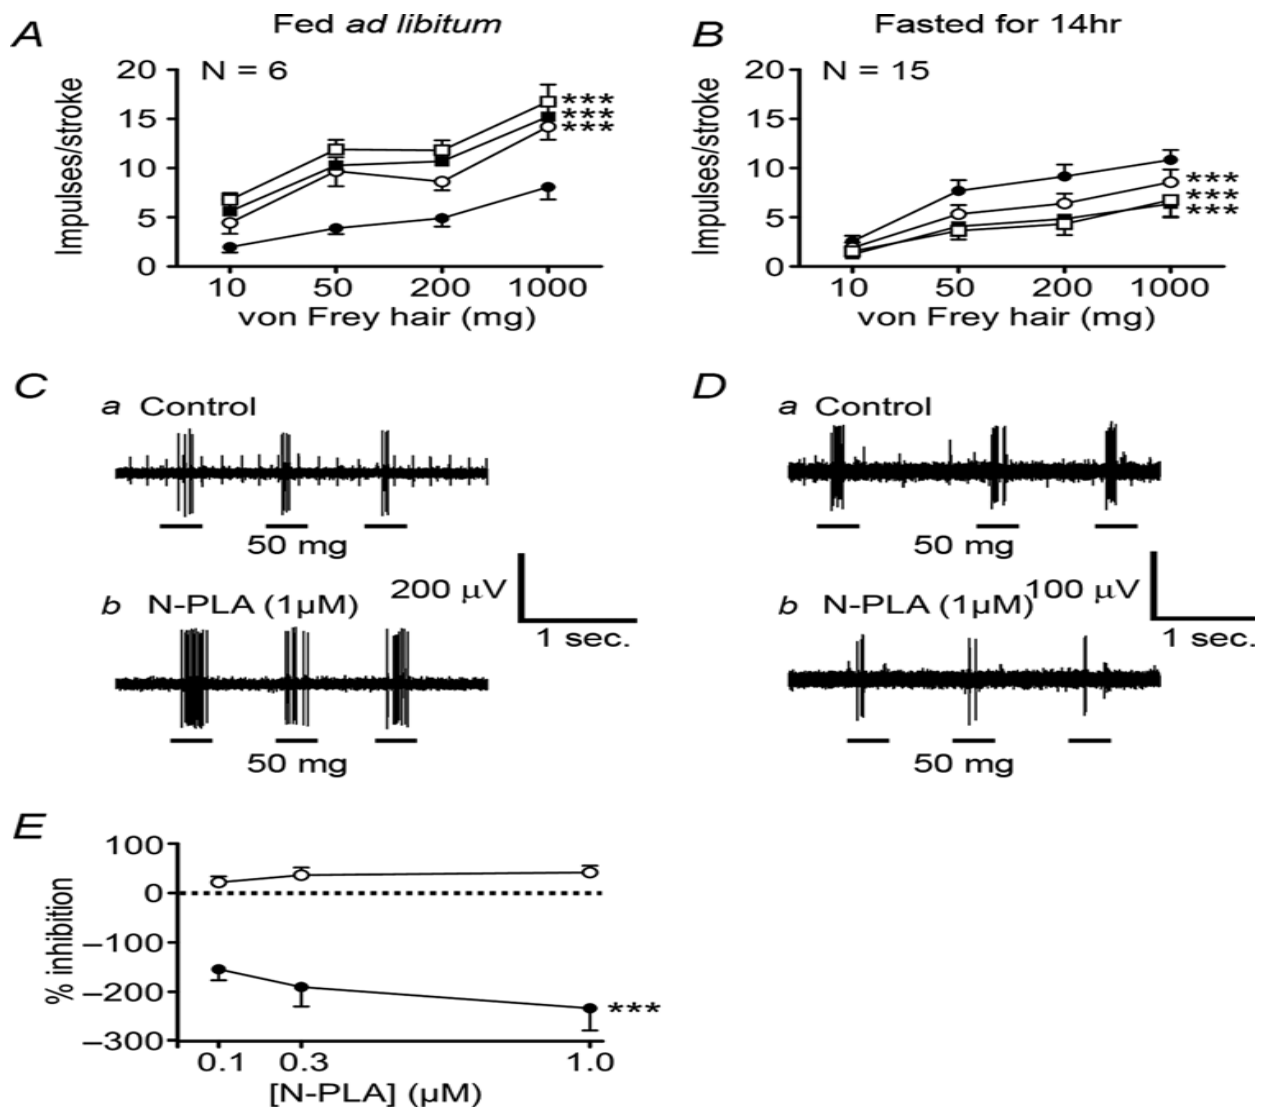 A
Fed ad libitum
N = 6
Impulses/stroke
20
15
10
5
0
***
***
***
10 50 200 1000
von Frey hair (mg)
B
Fasted for 14hr
N = 15
Impulses/stroke
20
15
10
5
0
***
***
***
10 50 200 1000
von Frey hair (mg)
C
a Control
50 mg
b N-PLA (1µM)
200 µV
1 sec.
50 mg
D
a Control
50 mg
b N-PLA (1µM)
100 µV
1 sec.
50 mg
E
% inhibition
100
0
–100
–200
–300
***
0.1 0.3 1.0
[N-PLA] (µM)